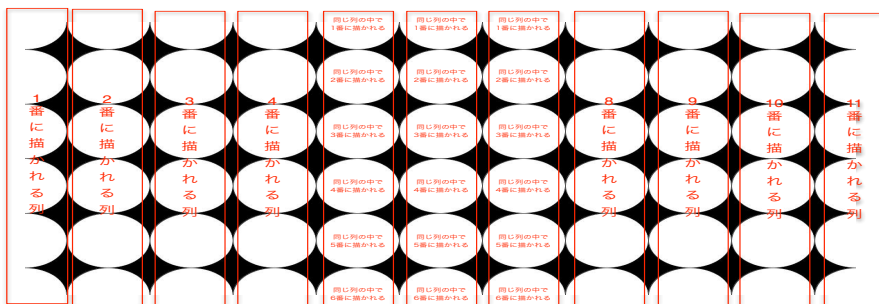 1番に描かれる列
2番に描かれる列
3番に描かれる列
4番に描かれる列
同じ列の中で
1番に描かれる
同じ列の中で
2番に描かれる
同じ列の中で
3番に描かれる
同じ列の中で
4番に描かれる
同じ列の中で
5番に描かれる
同じ列の中で
6番に描かれる
同じ列の中で
1番に描かれる
同じ列の中で
2番に描かれる
同じ列の中で
3番に描かれる
同じ列の中で
4番に描かれる
同じ列の中で
5番に描かれる
同じ列の中で
6番に描かれる
同じ列の中で
1番に描かれる
同じ列の中で
2番に描かれる
同じ列の中で
3番に描かれる
同じ列の中で
4番に描かれる
同じ列の中で
5番に描かれる
同じ列の中で
6番に描かれる
8番に描かれる列
9番に描かれる列
10番に描かれる列
11番に描かれる列